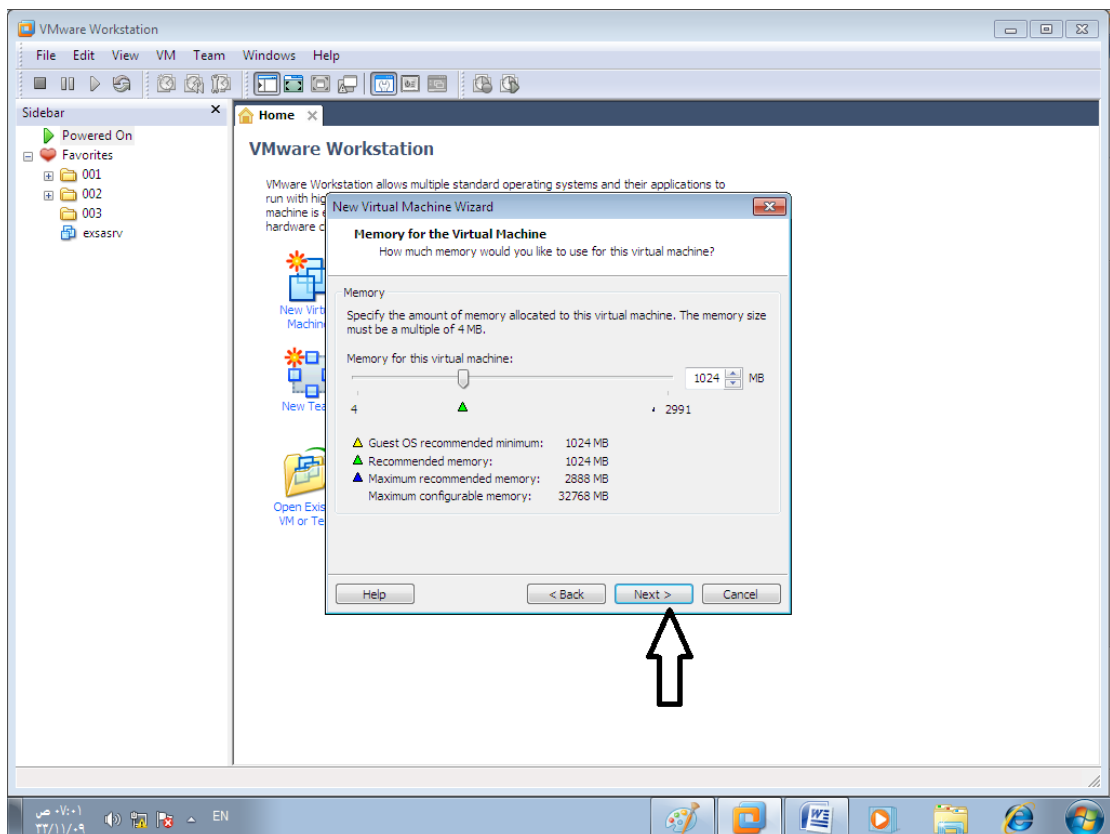 VMware Workstation
File Edit View VM Team Windows Help
Sidebar ×
Powered On
Favorites
001
002
003
exsasrv
Home ×
VMware Workstation
VMware Workstation allows multiple standard operating systems and their applications to
run with hig
machine is e
hardware c
New Virt
Machin
New Tea
Open Exis
VM or Te
New Virtual Machine Wizard
Memory for the Virtual Machine
How much memory would you like to use for this virtual machine?
Memory
Specify the amount of memory allocated to this virtual machine. The memory size
must be a multiple of 4 MB.
Memory for this virtual machine:
1024 MB
4 2991
Guest OS recommended minimum: 1024 MB
Recommended memory: 1024 MB
Maximum recommended memory: 2888 MB
Maximum configurable memory: 32768 MB
Help < Back Next > Cancel
٠٧:٠١ ص
٣٣/١١/٠٩
EN